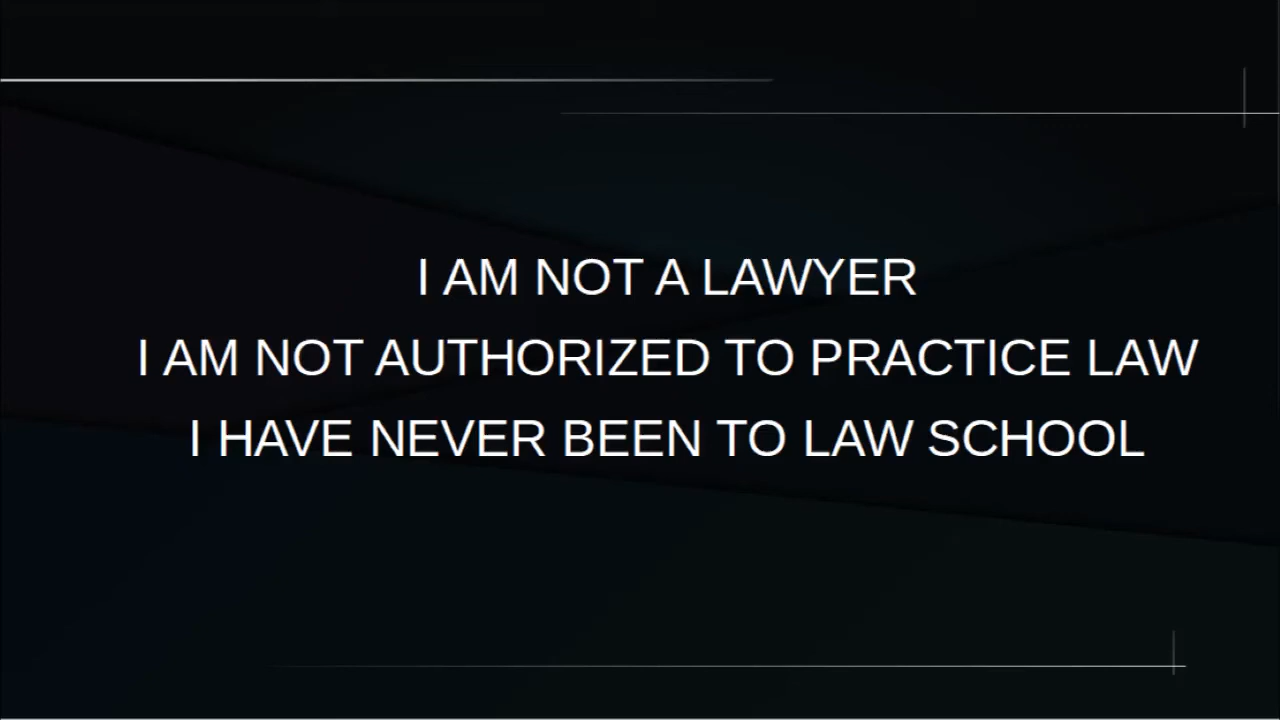 I AM NOT A LAWYER
I AM NOT AUTHORIZED TO PRACTICE LAW
I HAVE NEVER BEEN TO LAW SCHOOL